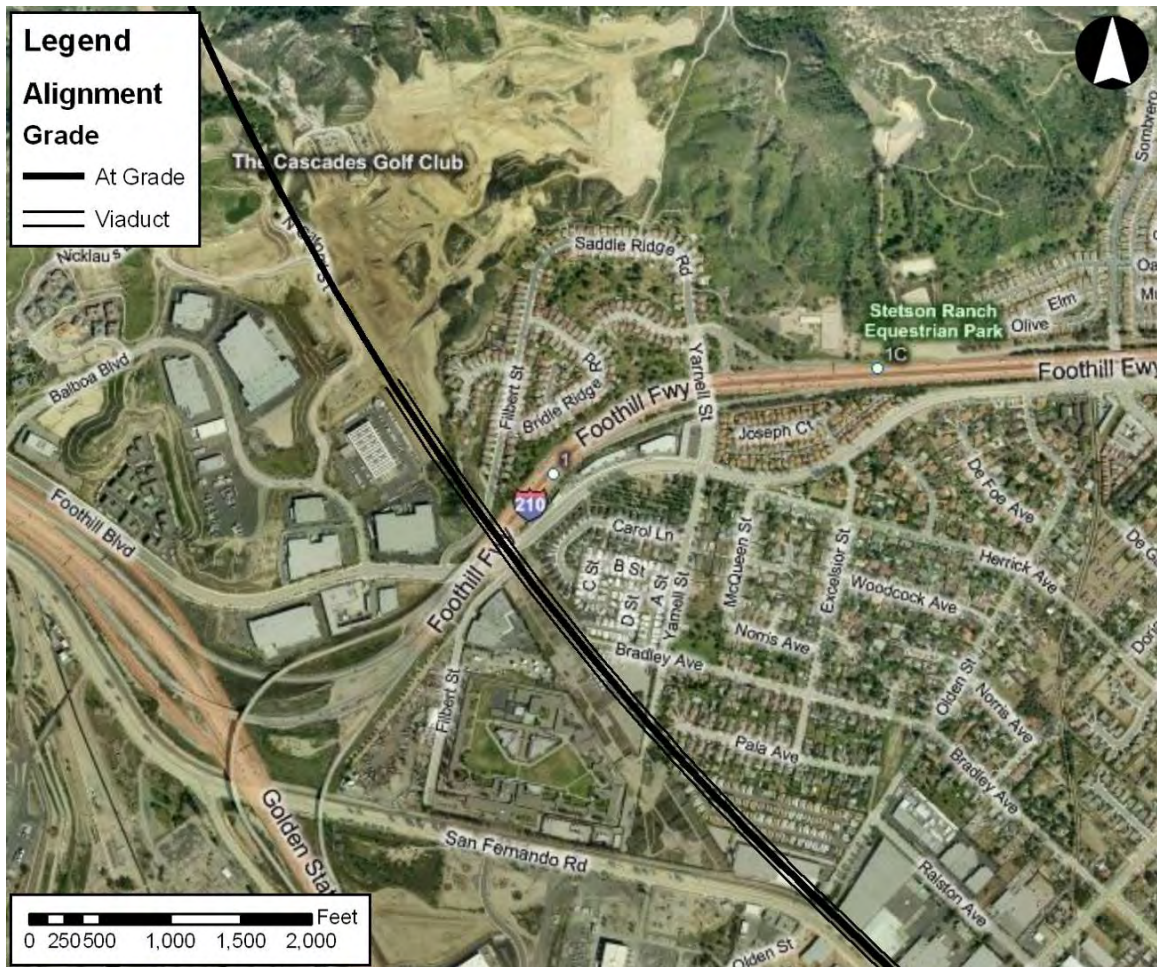 Legend
Alignment
Grade
At Grade
Viaduct
The Cascades Golf Club
Saddle Ridge Rd
Sombrero
Elm
Olive
Stetson Ranch
Equestrian Park
1C
Foothill Fwy
Foothill Fwy
Yarnell St
Balboa Blvd
Filbert St
Bridle Ridge Rd
Joseph Ct
De Foe Ave
1
210
Foothill Blvd
Foothill Fwy
Carol Ln
B St
C St
D St
A St
Yarnell St
McQueen St
Excelsior St
Herrick Ave
Woodcock Ave
Norris Ave
Bradley Ave
Filbert St
Olden St
Norris Ave
Pala Ave
Bradley Ave
Golden Stat
San Fernando Rd
Ralston Ave
Olden St
Feet
0 250 500 1,000 1,500 2,000